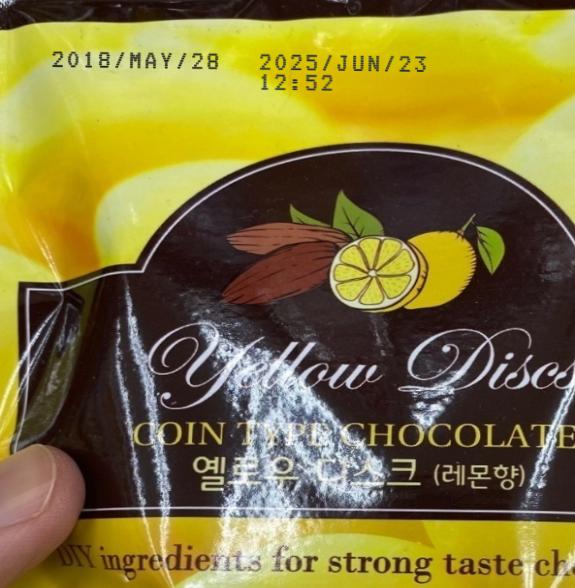 2018/MAY/28 2025/JUN/23
12:52
Yellow Discs
COIN TYPE CHOCOLATE
옐로우 디스크 (레몬향)
DIY ingredients for strong taste